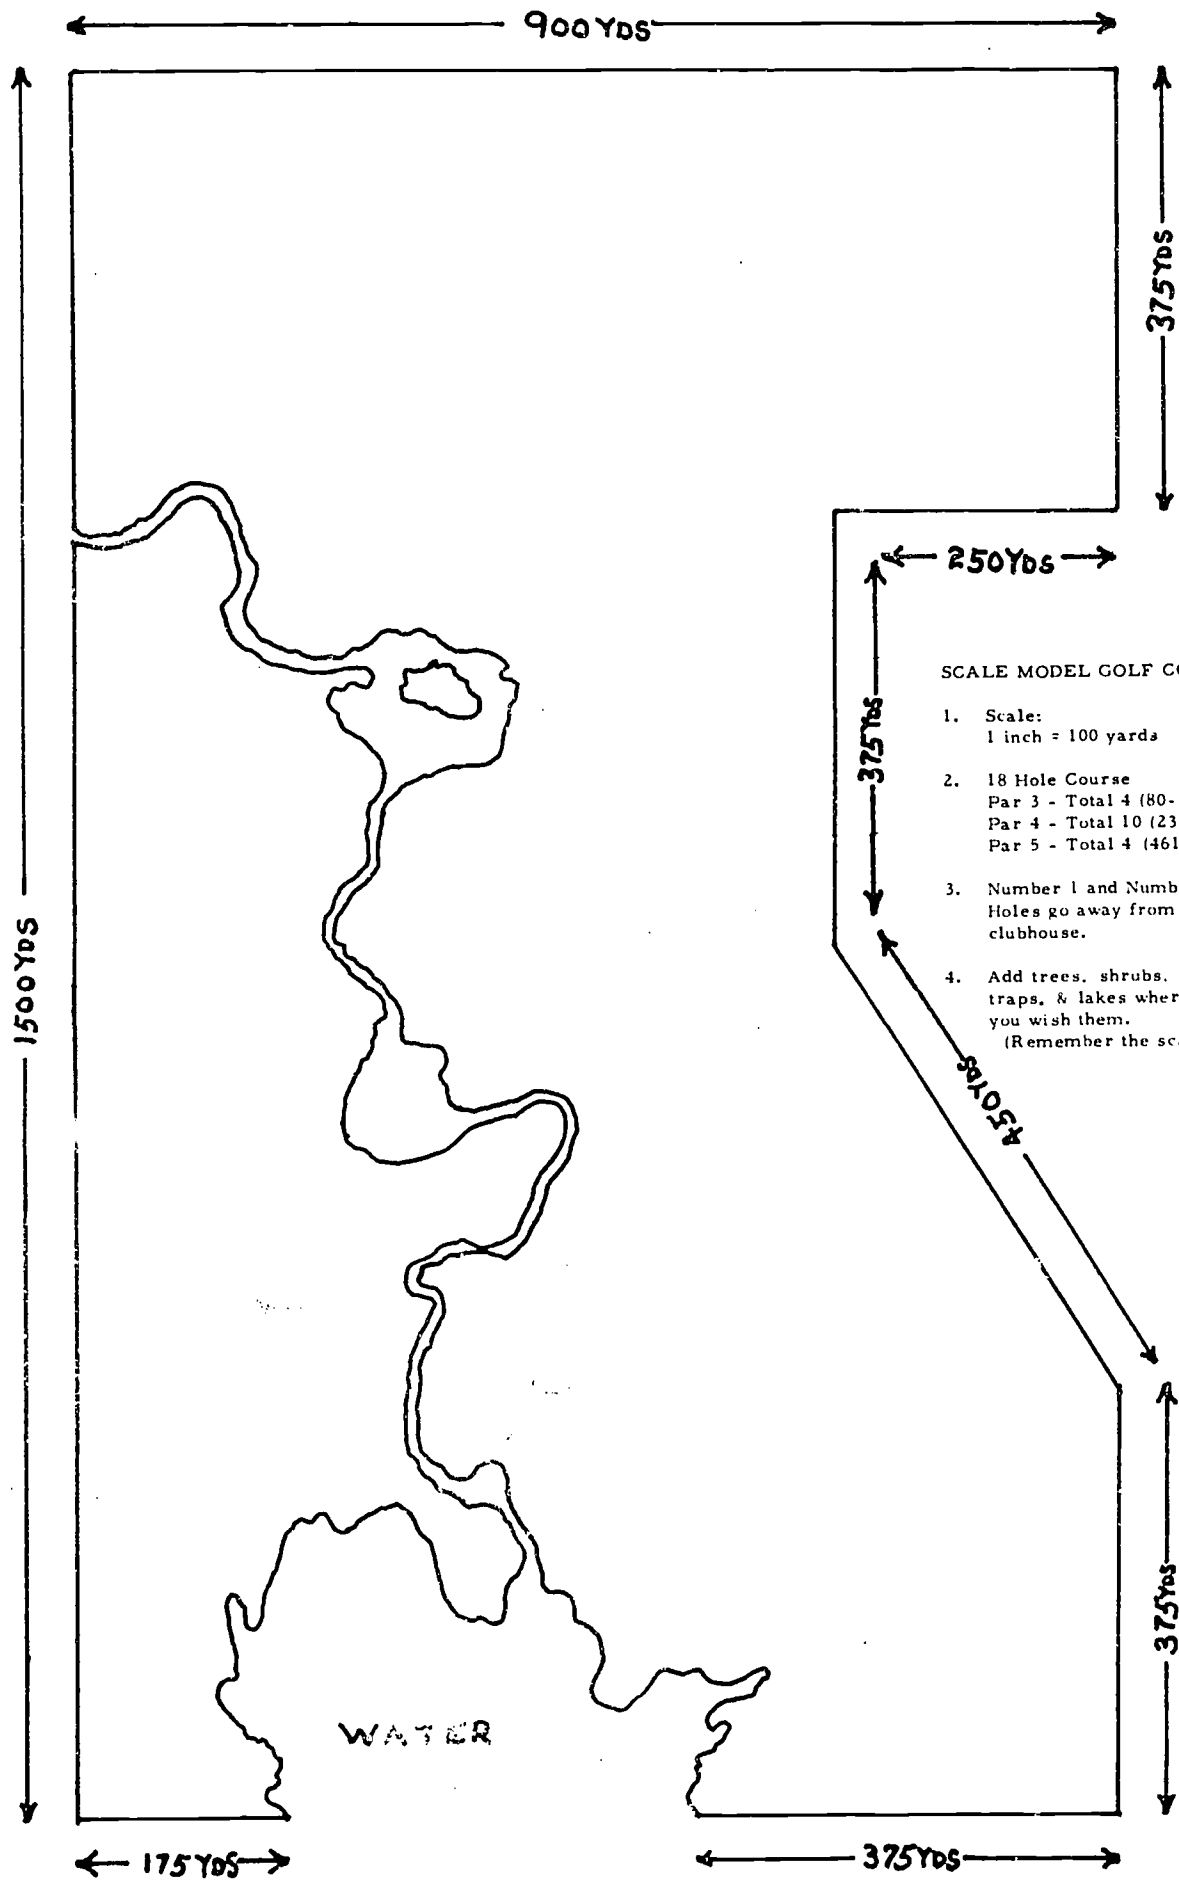 900 YDS
375 YDS
250 YDS
375 YDS
SCALE MODEL GOLF
1. Scale:
1 inch = 100 yards
2. 18 Hole Course
Par 3 - Total 4 (80-
Par 4 - Total 10 (23
Par 5 - Total 4 (461
3. Number 1 and
Holes go away from
clubhouse.
4. Add trees, shrubs,
traps, & lakes
you wish them.
(Remember the
1500 YDS
450 YDS
375 YDS
WATER
175 YDS
375 YDS